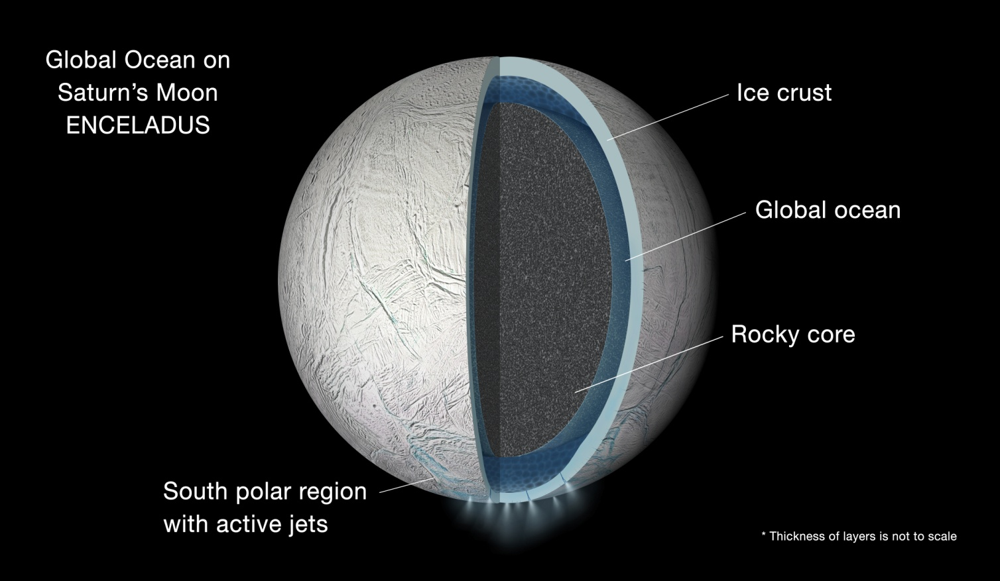 Global Ocean on
Saturn’s Moon
ENCELADUS
Ice crust
Global ocean
Rocky core
South polar region
with active jets
* Thickness of layers is not to scale